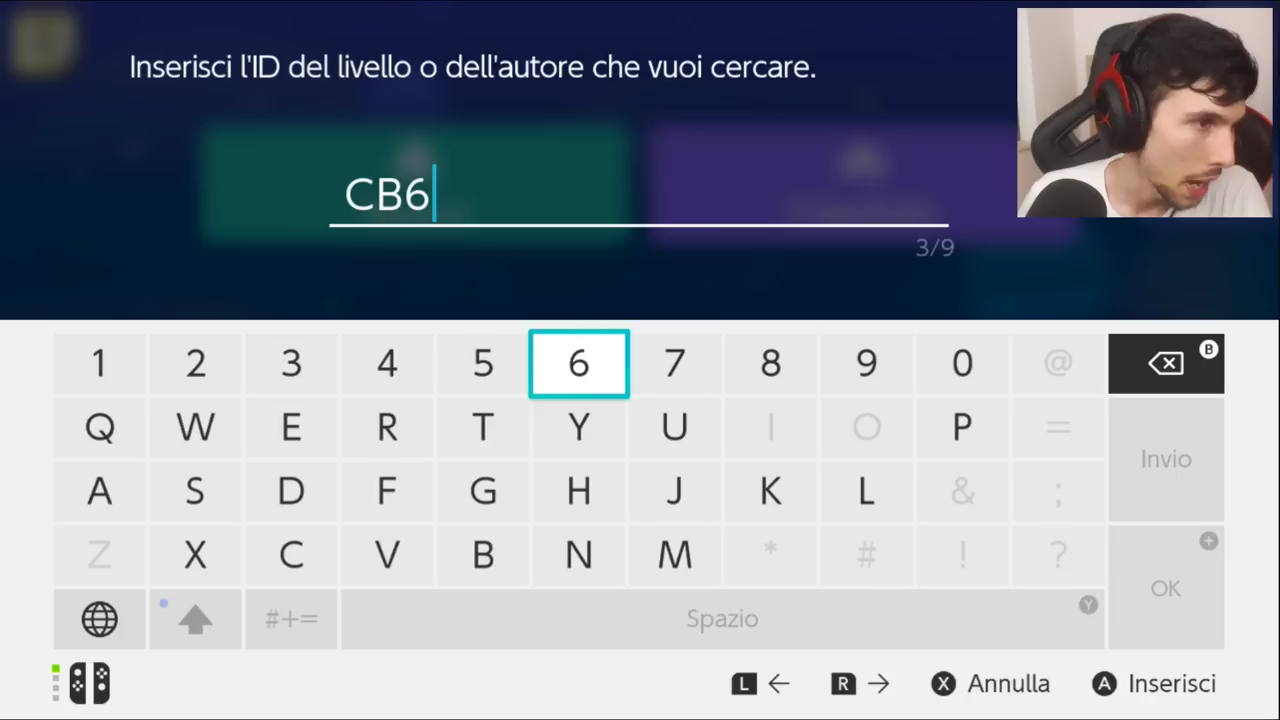 Inserisci l'ID del livello o dell'autore che vuoi cercare.
CB6
3/9
1 2 3 4 5 6 7 8 9 0 @ B
Q W E R T Y U I O P = Invio
A S D F G H J K L & ;
Z X C V B N M * # ! ? + OK
#+= Spazio Y
L ← R → X Annulla A Inserisci